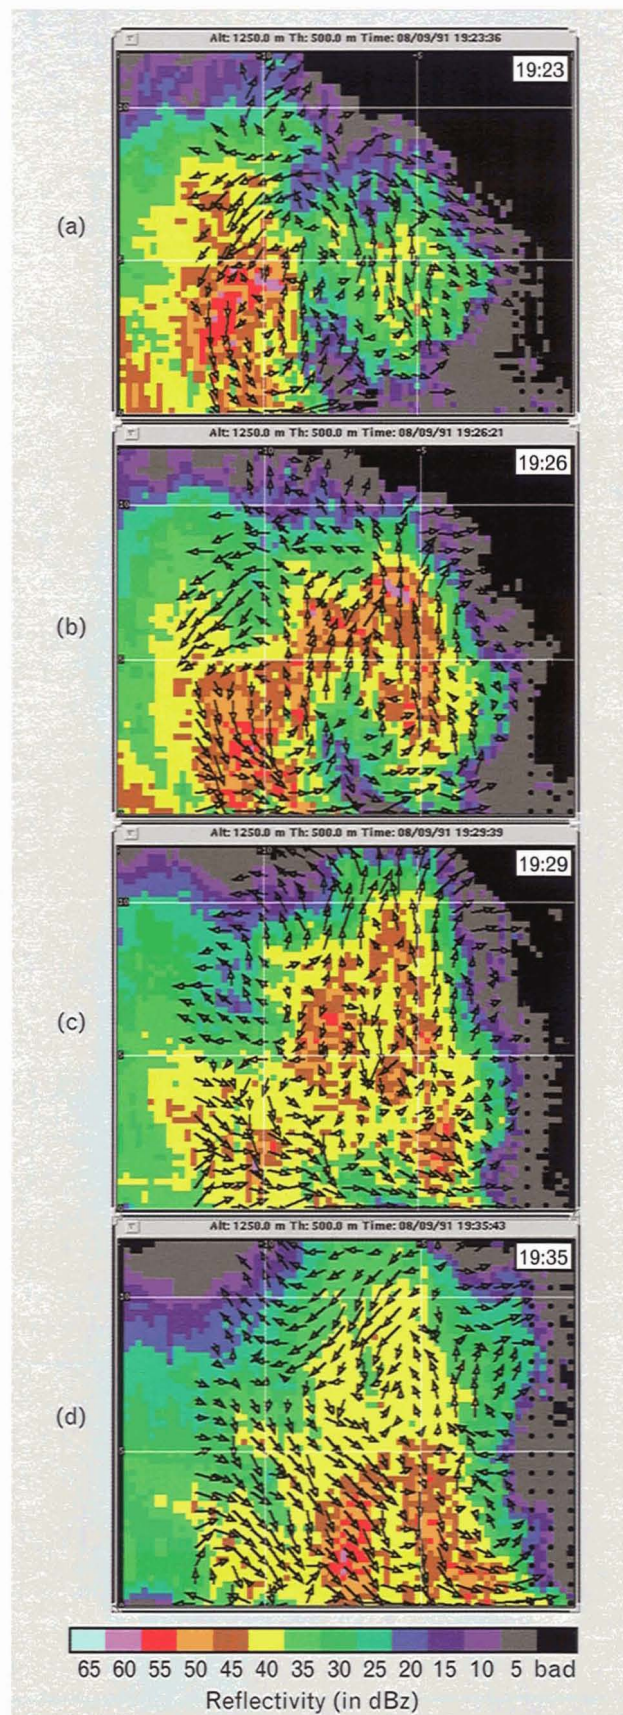 Alt: 1250.0 m Th: 500.0 m Time: 08/09/91 19:23:36
19:23
(a)
Alt: 1250.0 m Th: 500.0 m Time: 08/09/91 19:26:21
19:26
(b)
Alt: 1250.0 m Th: 500.0 m Time: 08/09/91 19:29:39
19:29
(c)
Alt: 1250.0 m Th: 500.0 m Time: 08/09/91 19:35:43
19:35
(d)
65 60 55 50 45 40 35 30 25 20 15 10 5 bad
Reflectivity (in dBz)